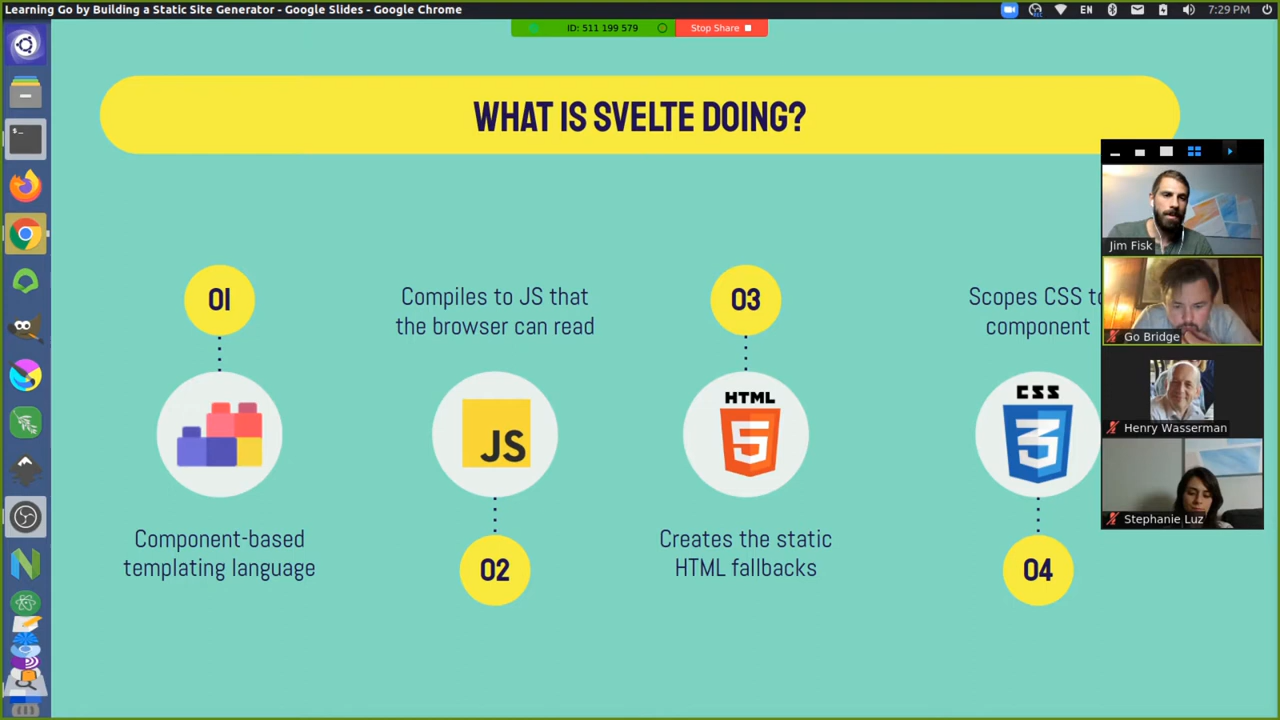 Learning Go by Building a Static Site Generator - Google Slides - Google Chrome
EN
7:29 PM
ID: 511 199 579
Stop Share
WHAT IS SVELTE DOING?
01
Compiles to JS that
the browser can read
03
Scopes CSS to
component
JS
HTML
5
CSS
3
Component-based
templating language
02
Creates the static
HTML fallbacks
04
Jim Fisk
Go Bridge
Henry Wasserman
Stephanie Luz